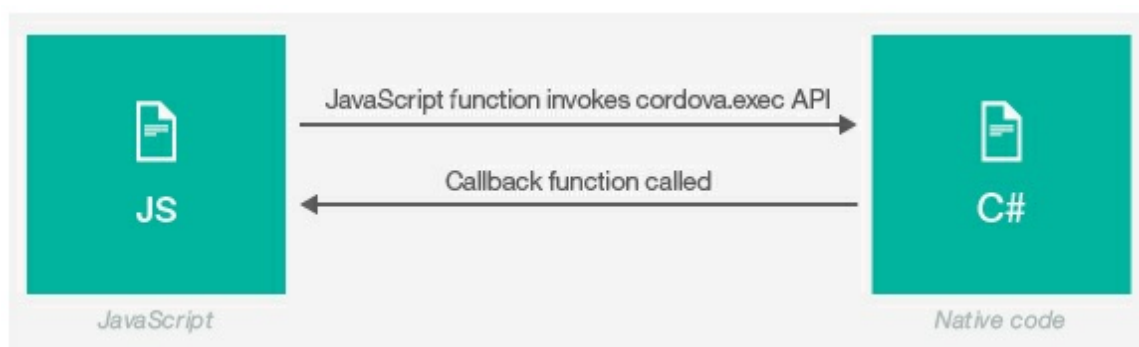 JavaScript function invokes cordova.exec API
Callback function called
JS
C#
JavaScript
Native code